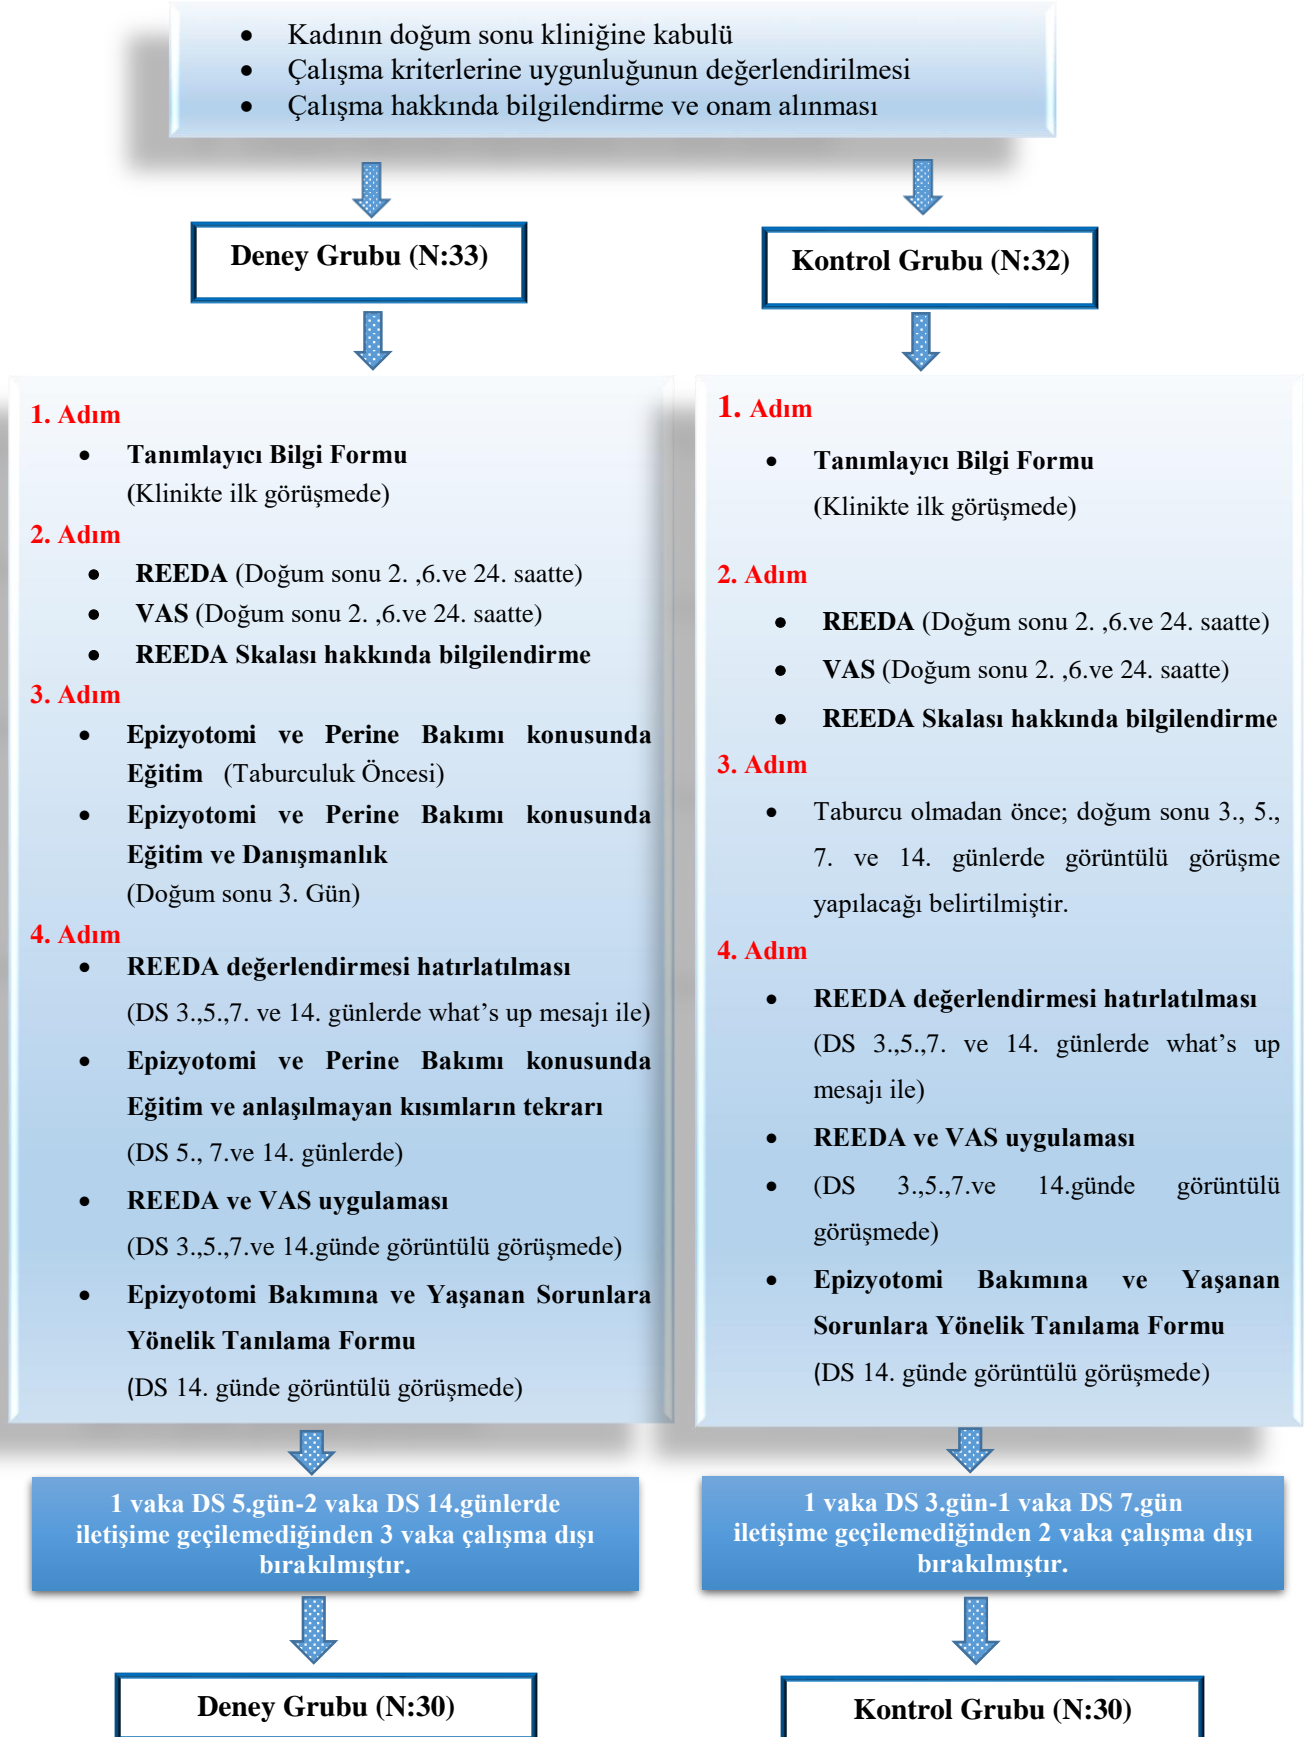 • Kadının doğum sonu kliniğine kabulü
• Çalışma kriterlerine uygunluğunun değerlendirilmesi
• Çalışma hakkında bilgilendirme ve onam alınması
Deney Grubu (N:33)
Kontrol Grubu (N:32)
1. Adım
• Tanımlayıcı Bilgi Formu
(Klinikte ilk görüşmede)
2. Adım
• REEDA (Doğum sonu 2. ,6.ve 24. saatte)
• VAS (Doğum sonu 2. ,6.ve 24. saatte)
• REEDA Skalası hakkında bilgilendirme
3. Adım
• Epizyotomi ve Perine Bakımı konusunda
Eğitim (Taburculuk Öncesi)
• Epizyotomi ve Perine Bakımı konusunda
Eğitim ve Danışmanlık
(Doğum sonu 3. Gün)
4. Adım
• REEDA değerlendirmesi hatırlatılması
(DS 3.,5.,7. ve 14. günlerde what's up mesajı ile)
• Epizyotomi ve Perine Bakımı konusunda
Eğitim ve anlaşılmayan kısımların tekrarı
(DS 5., 7.ve 14. günlerde)
• REEDA ve VAS uygulaması
(DS 3.,5.,7.ve 14.günde görüntülü görüşmede)
• Epizyotomi Bakımına ve Yaşanan Sorunlara
Yönelik Tanılama Formu
(DS 14. günde görüntülü görüşmede)
1. Adım
• Tanımlayıcı Bilgi Formu
(Klinikte ilk görüşmede)
2. Adım
• REEDA (Doğum sonu 2. ,6.ve 24. saatte)
• VAS (Doğum sonu 2. ,6.ve 24. saatte)
• REEDA Skalası hakkında bilgilendirme
3. Adım
• Taburcu olmadan önce; doğum sonu 3., 5.,
7. ve 14. günlerde görüntülü görüşme
yapılacağı belirtilmiştir.
4. Adım
• REEDA değerlendirmesi hatırlatılması
(DS 3.,5.,7. ve 14. günlerde what's up
mesajı ile)
• REEDA ve VAS uygulaması
• (DS 3.,5.,7.ve 14.günde görüntülü
görüşmede)
• Epizyotomi Bakımına ve Yaşanan
Sorunlara Yönelik Tanılama Formu
(DS 14. günde görüntülü görüşmede)
1 vaka DS 5.gün-2 vaka DS 14.günlerde
iletişime geçilemediğinden 3 vaka çalışma dışı
bırakılmıştır.
1 vaka DS 3.gün-1 vaka DS 7.gün
iletişime geçilemediğinden 2 vaka çalışma dışı
bırakılmıştır.
Deney Grubu (N:30)
Kontrol Grubu (N:30)